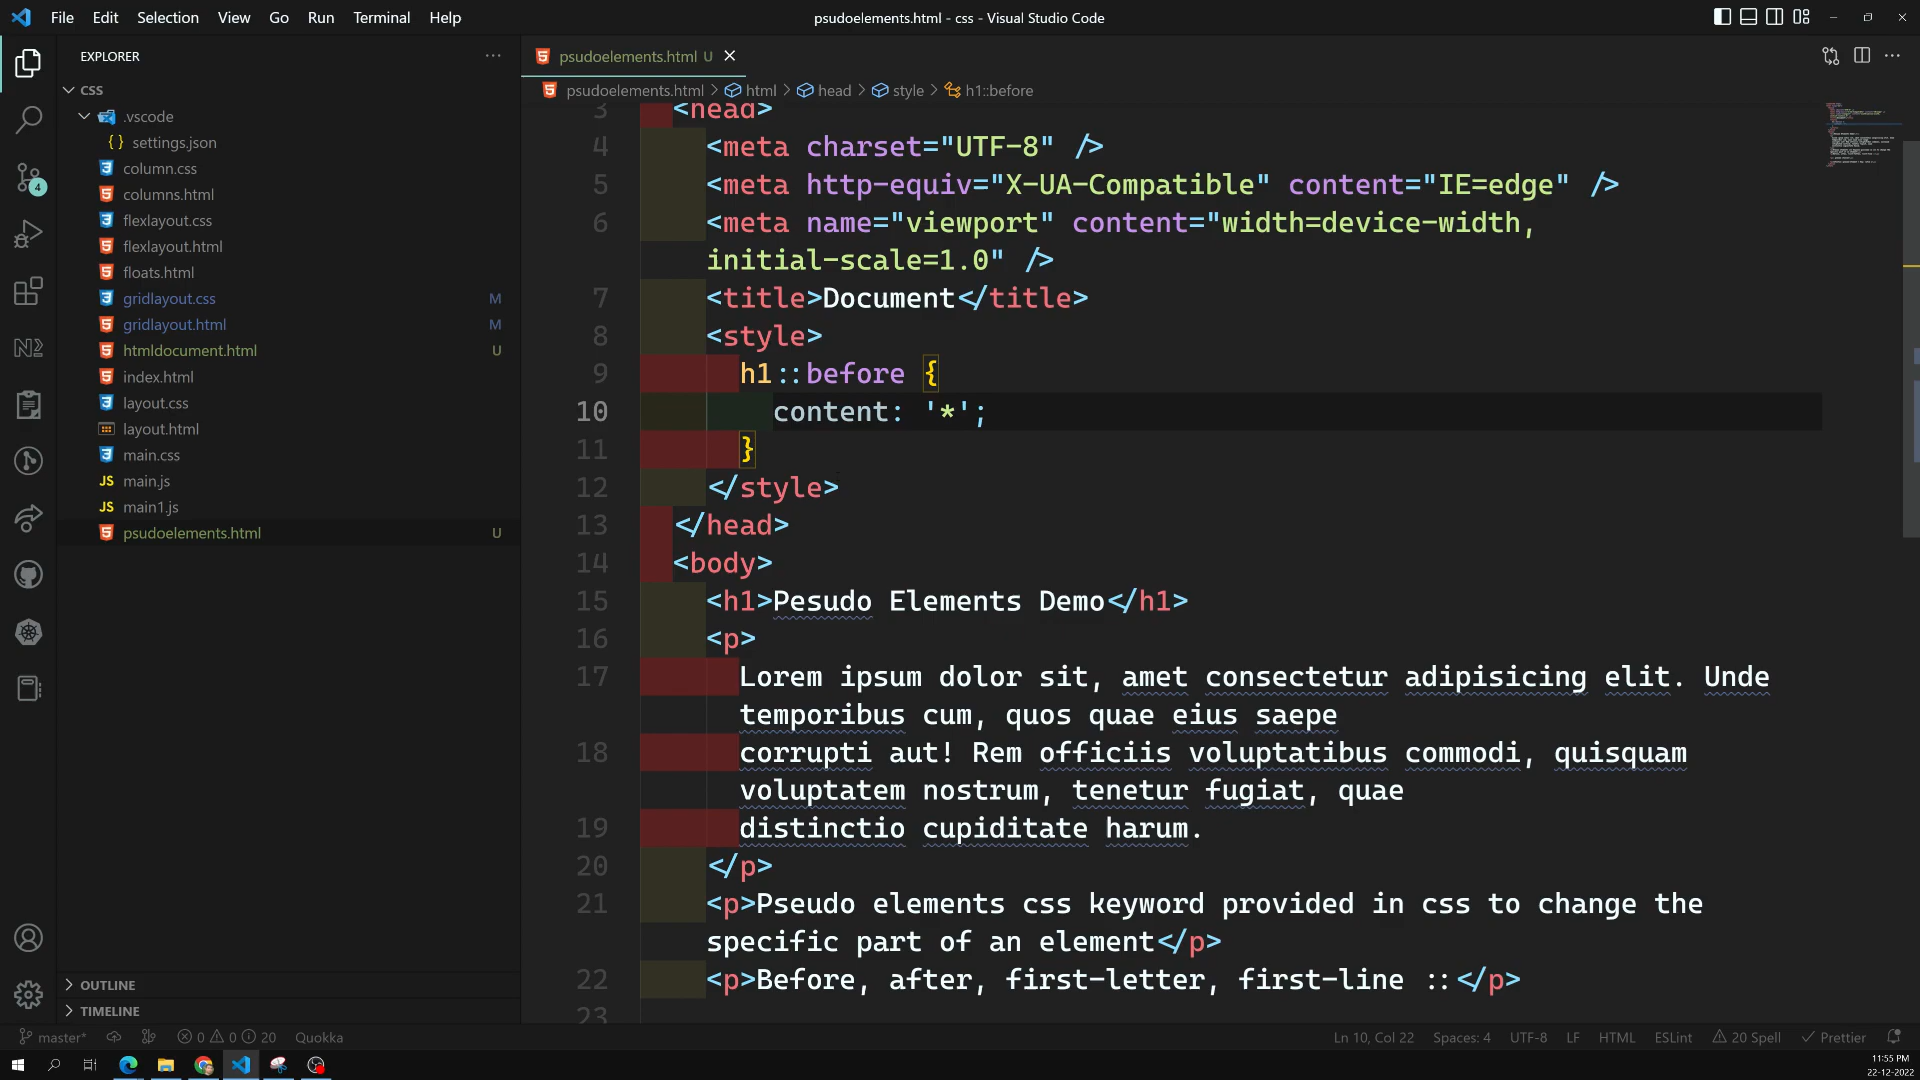 File Edit Selection View Go Run Terminal Help
psudoelements.html - css - Visual Studio Code
EXPLORER
CSS
.vscode
{ } settings.json
column.css
columns.html
flexlayout.css
flexlayout.html
floats.html
gridlayout.css M
gridlayout.html M
htmldocument.html U
index.html
layout.css
layout.html
main.css
JS main.js
JS main1.js
psudoelements.html U
OUTLINE
TIMELINE
4
psudoelements.html U
psudoelements.html > html > head > style > h1::before
3 <head>
4 <meta charset="UTF-8" />
5 <meta http-equiv="X-UA-Compatible" content="IE=edge" />
6 <meta name="viewport" content="width=device-width,
initial-scale=1.0" />
7 <title>Document</title>
8 <style>
9 h1::before {
10 content: '*';
11 }
12 </style>
13 </head>
14 <body>
15 <h1>Pesudo Elements Demo</h1>
16 <p>
17 Lorem ipsum dolor sit, amet consectetur adipisicing elit. Unde
temporibus cum, quos quae eius saepe
18 corrupti aut! Rem officiis voluptatibus commodi, quisquam
voluptatem nostrum, tenetur fugiat, quae
19 distinctio cupiditate harum.
20 </p>
21 <p>Pseudo elements css keyword provided in css to change the
specific part of an element</p>
22 <p>Before, after, first-letter, first-line ::</p>
23
master* 0 0 20 Quokka
Ln 10, Col 22 Spaces: 4 UTF-8 LF HTML ESLint 20 Spell Prettier
11:55 PM
22-12-2022